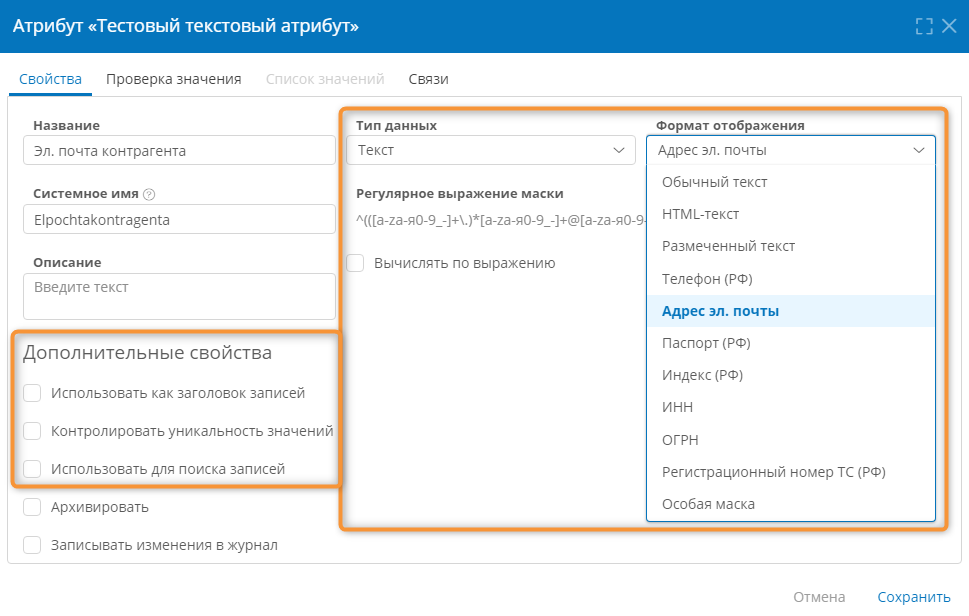 Атрибут «Тестовый текстовый атрибут»
Свойства Проверка значения Список значений Связи
Название
Эл. почта контрагента
Системное имя ?
Elpochtakontragenta
Описание
Введите текст
Дополнительные свойства
Использовать как заголовок записей
Контролировать уникальность значений
Использовать для поиска записей
Архивировать
Записывать изменения в журнал
Тип данных
Текст
Регулярное выражение маски
^(([a-zа-я0-9_-]+\.)*[a-zа-я0-9_-]+@[a-zа-я0-9-
Вычислять по выражению
Формат отображения
Адрес эл. почты
Обычный текст
HTML-текст
Размеченный текст
Телефон (РФ)
Адрес эл. почты
Паспорт (РФ)
Индекс (РФ)
ИНН
ОГРН
Регистрационный номер ТС (РФ)
Особая маска
Отмена Сохранить